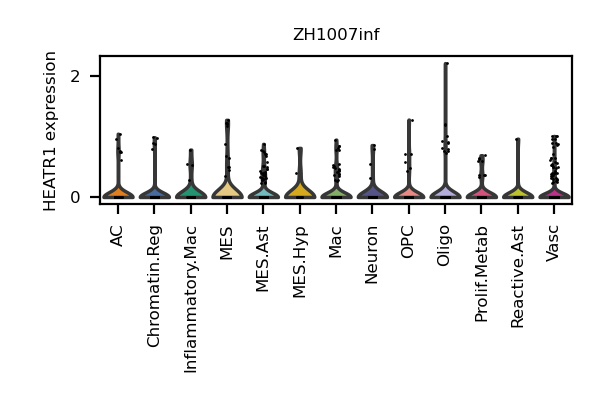 ZH1007inf
HEATR1 expression
2
0
AC
Chromatin.Reg
Inflammatory.Mac
MES
MES.Ast
MES.Hyp
Mac
Neuron
OPC
Oligo
Prolif.Metab
Reactive.Ast
Vasc